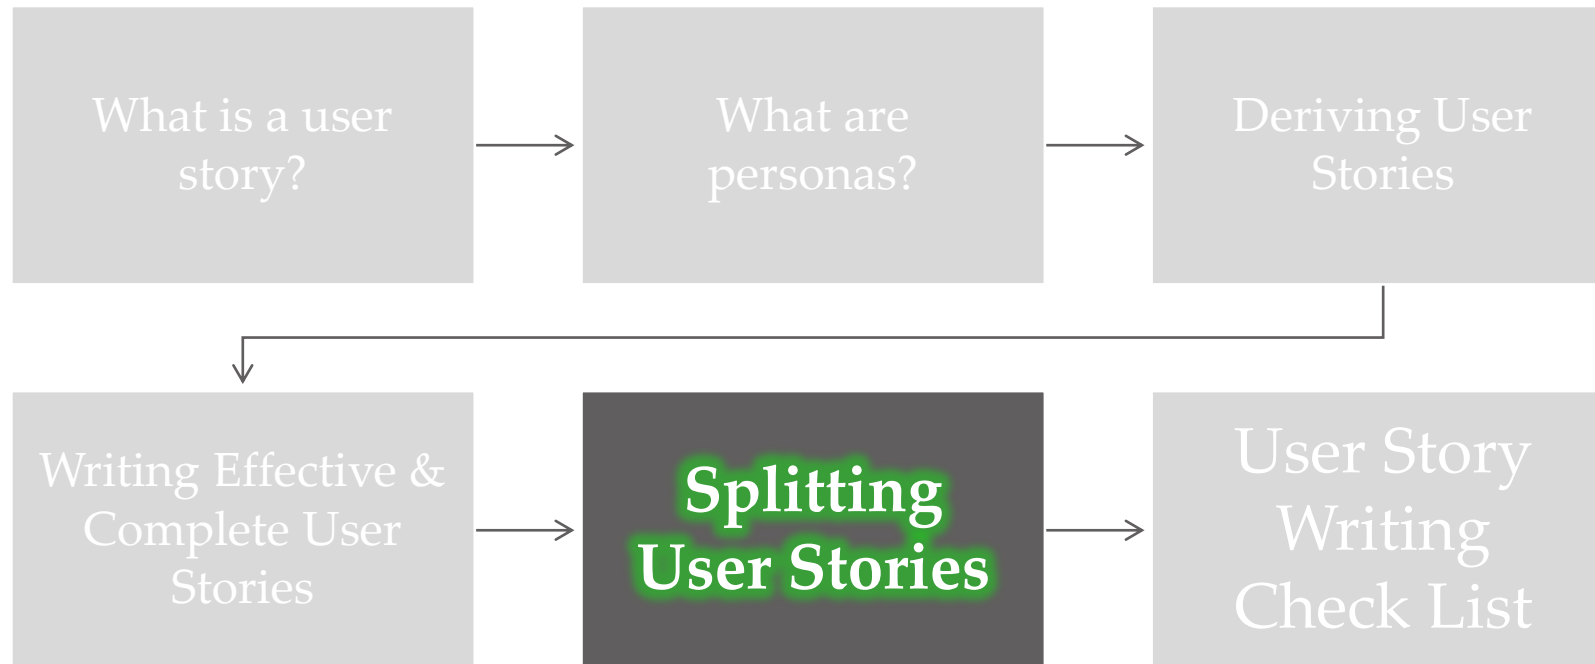 What is a user
story?
What are
personas?
Deriving User
Stories
Writing Effective &
Complete User
Stories
Splitting
User Stories
User Story
Writing
Check List